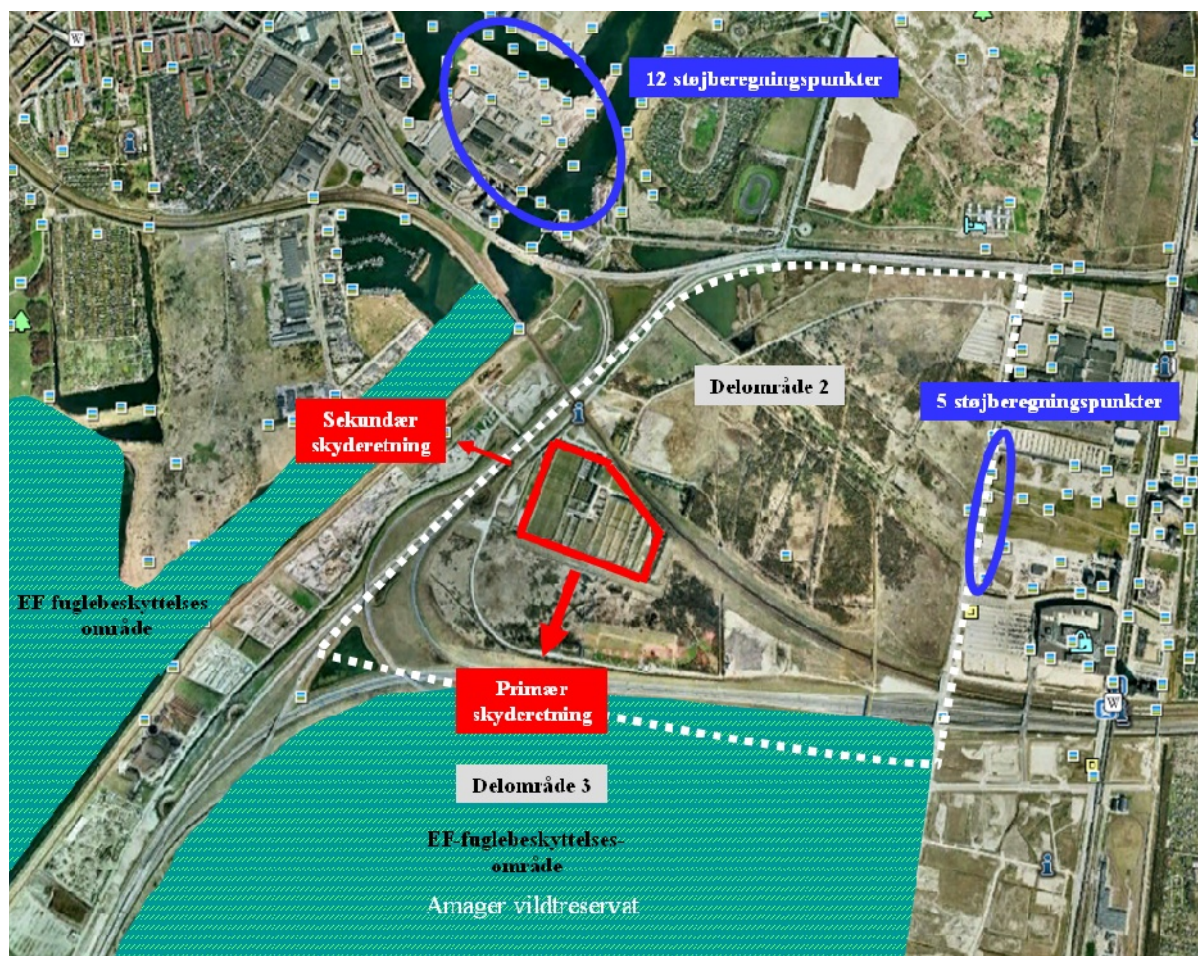 W
12 støjberegningspunkter
Delområde 2
5 støjberegningspunkter
Sekundær
skyderetning
EF fuglebeskyttelses
område
Primær
skyderetning
W
Delområde 3
EF-fuglebeskyttelses-
område
Amager vildtreservat